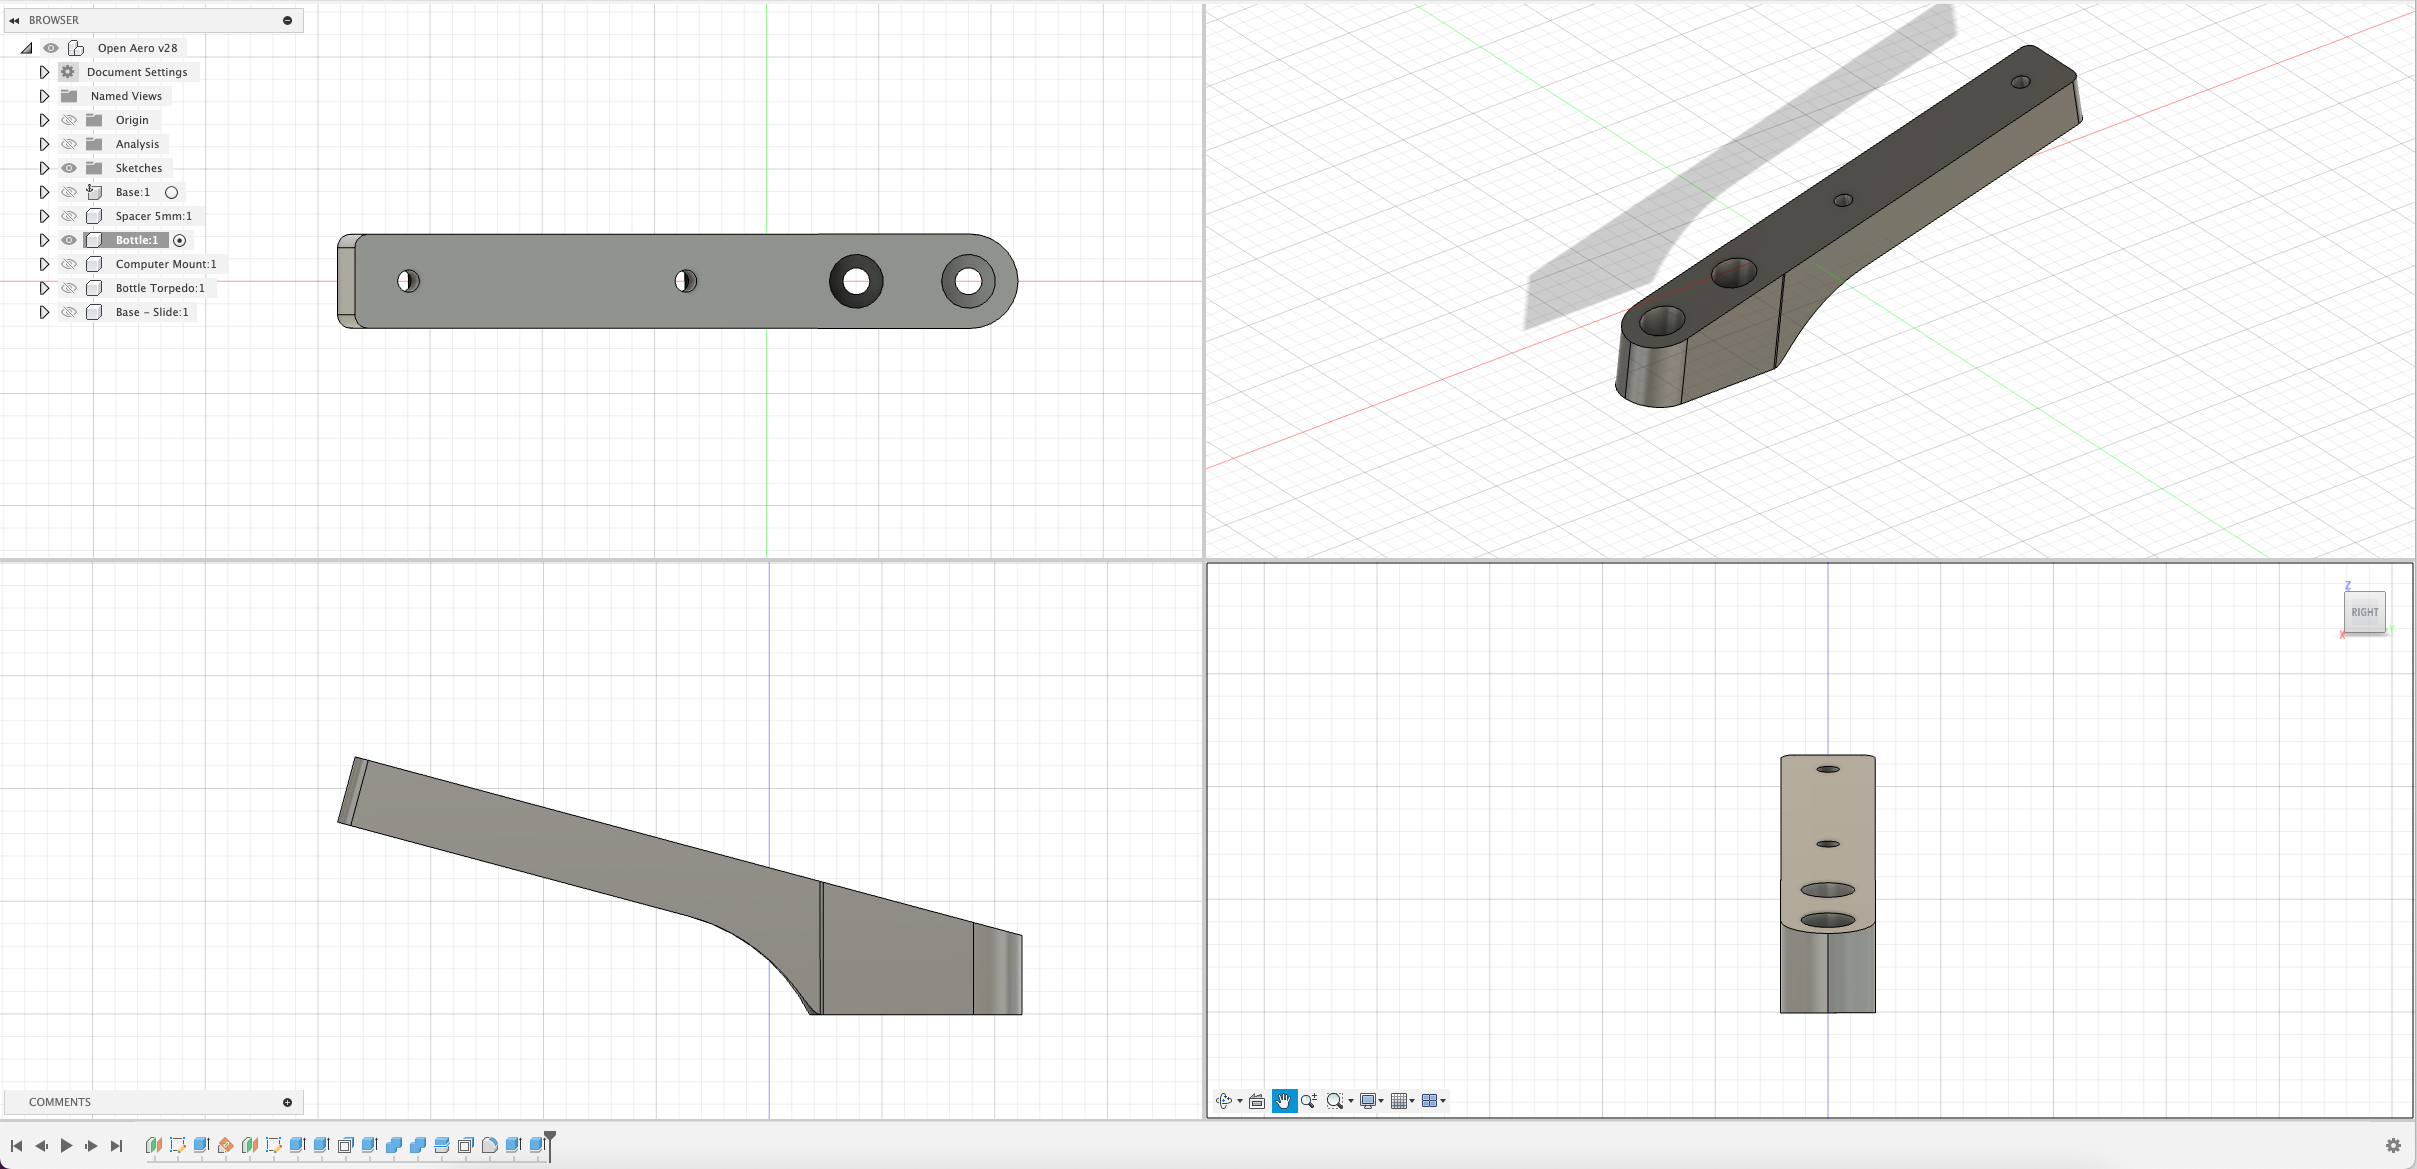 BROWSER
Open Aero v28
Document Settings
Named Views
Origin
Analysis
Sketches
Base:1
Spacer 5mm:1
Bottle:1
Computer Mount:1
Bottle Torpedo:1
Base - Slide:1
Z
RIGHT
X
Y
COMMENTS